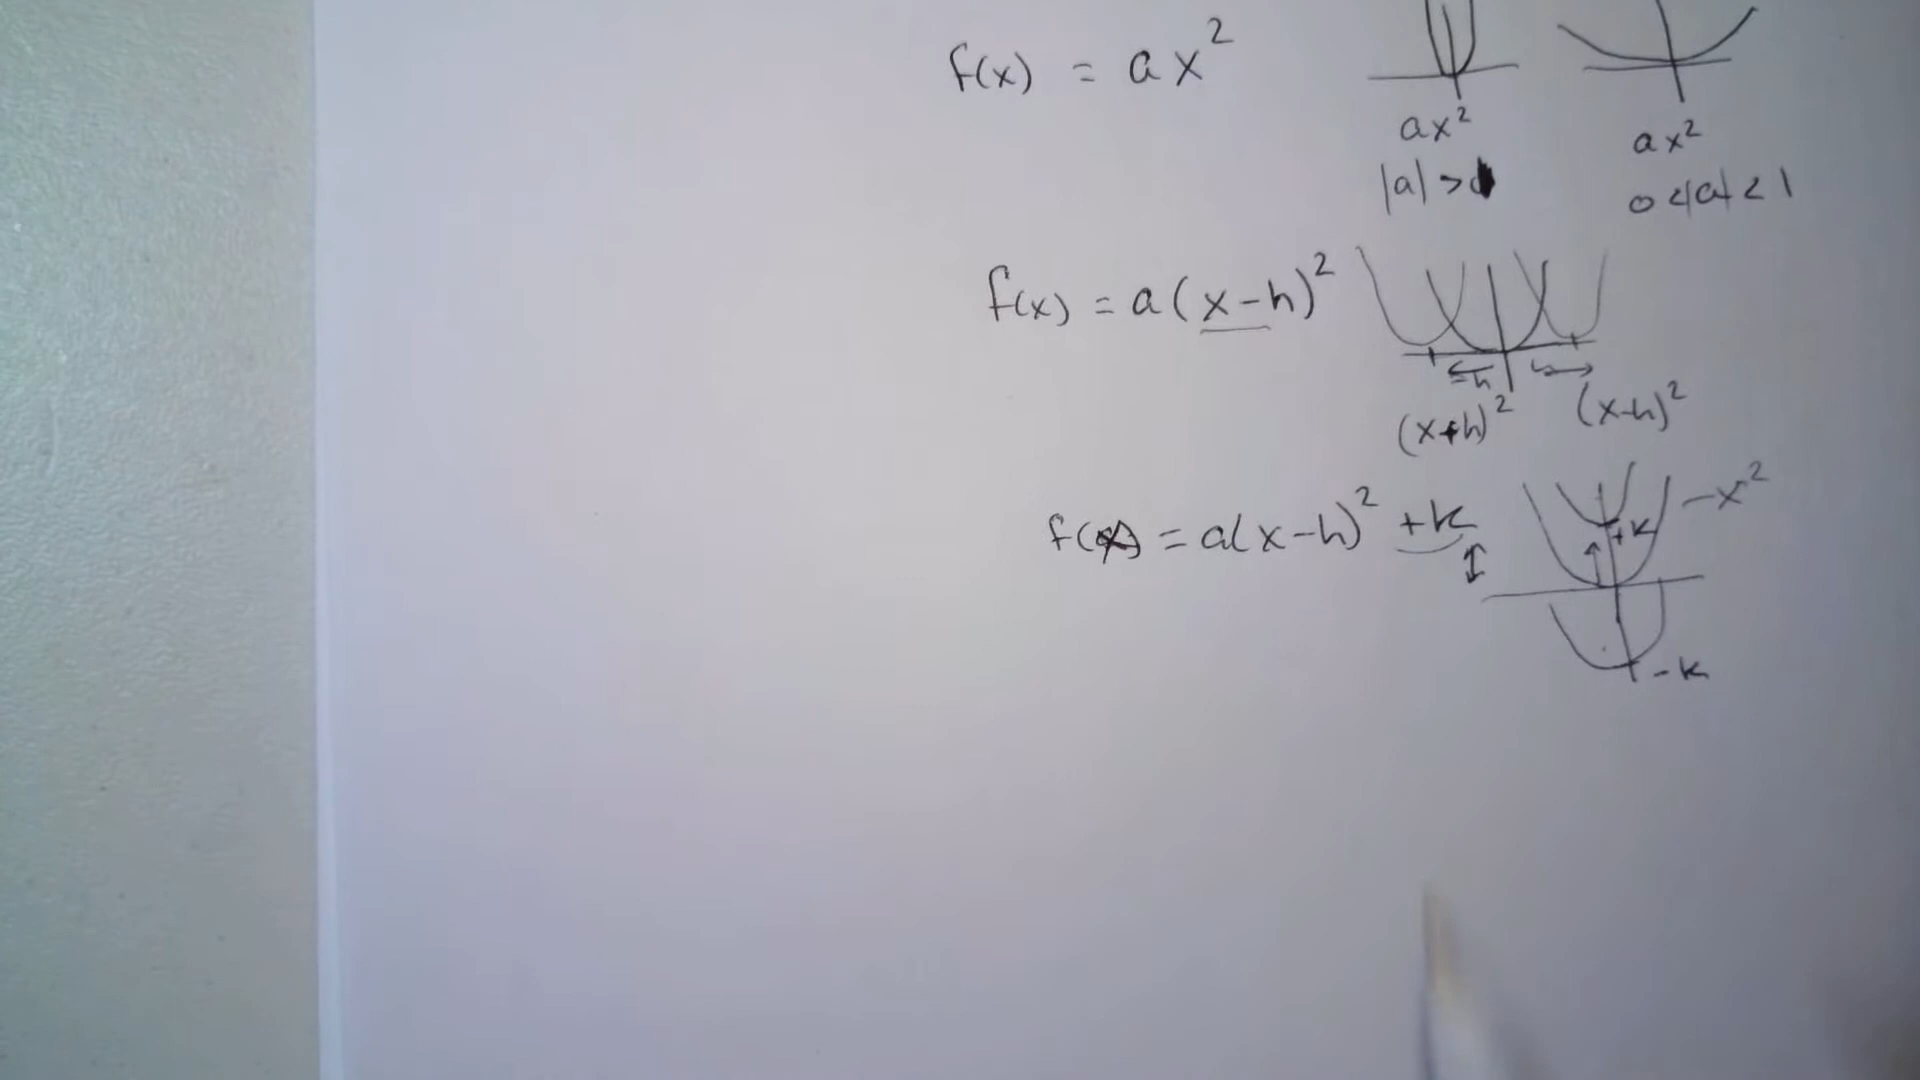 f(x) = ax²
ax²
|a| > 1
ax²
0 < |a| < 1
f(x) = a(x-h)²
-h
h
(x+h)²
(x-h)²
f(x) = a(x-h)² +k
+k
-x²
-k